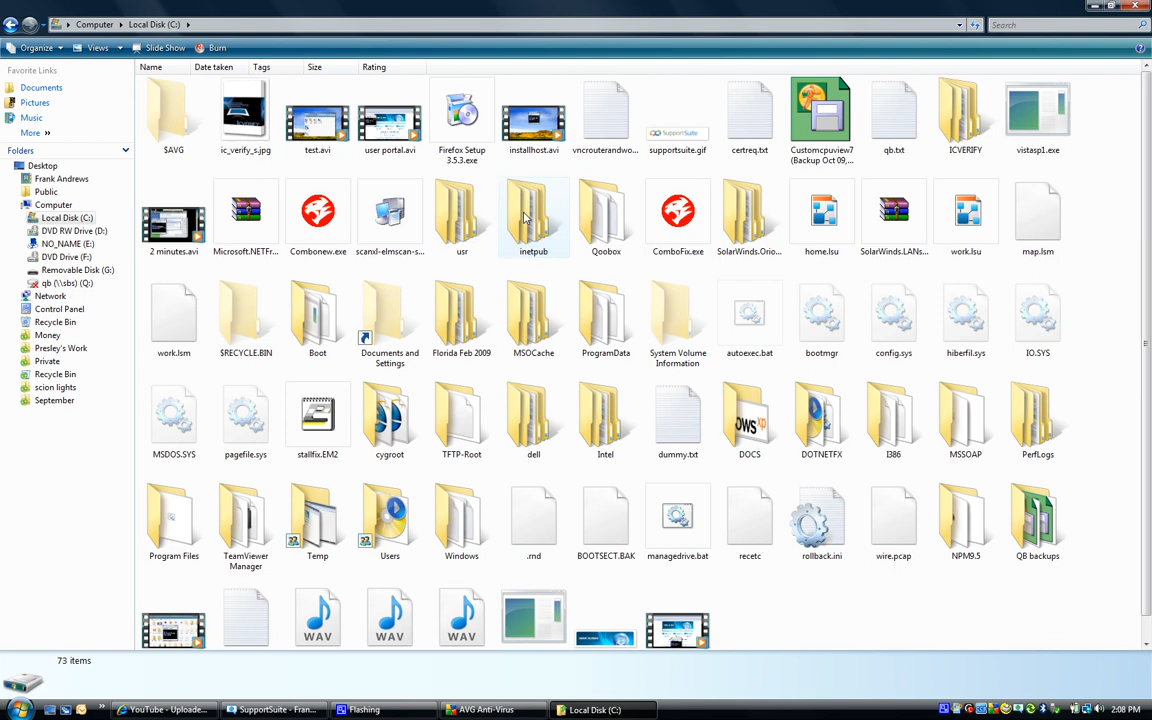 Computer ▸ Local Disk (C:) ▸
Search
Organize Views Slide Show Burn
Favorite Links
Documents
Pictures
Music
More »
Folders
Desktop
Frank Andrews
Public
Computer
Local Disk (C:)
DVD RW Drive (D:)
NO_NAME (E:)
DVD Drive (F:)
Removable Disk (G:)
qb (\\sbs) (Q:)
Network
Control Panel
Recycle Bin
Money
Presley's Work
Private
Recycle Bin
scion lights
September
Name Date taken Tags Size Rating
$AVG
ic_verify_s.jpg
test.avi
user portal.avi
Firefox Setup
3.5.3.exe
installhost.avi
vncrouterandwo...
SupportSuite
supportsuite.gif
certreq.txt
Customcpuview7
(Backup Oct 09,...
qb.txt
ICVERIFY
vistasp1.exe
2 minutes.avi
Microsoft.NETFr...
Combonew.exe
scanxl-elmscan-s...
usr
inetpub
Qoobox
ComboFix.exe
SolarWinds.Orio...
home.lsu
SolarWinds.LANs...
work.lsu
map.lsm
work.lsm
$RECYCLE.BIN
Boot
Documents and
Settings
Florida Feb 2009
MSOCache
ProgramData
System Volume
Information
autoexec.bat
bootmgr
config.sys
hiberfil.sys
IO.SYS
MSDOS.SYS
pagefile.sys
stallfix.EM2
cygroot
TFTP-Root
dell
Intel
dummy.txt
DOCS
DOTNETFX
I386
MSSOAP
PerfLogs
Program Files
TeamViewer
Manager
Temp
Users
Windows
.rnd
BOOTSECT.BAK
managedrive.bat
recetc
rollback.ini
wire.pcap
NPM9.5
QB backups
WAV
WAV
WAV
73 items
YouTube - Uploade...
SupportSuite - Fran...
Flashing
AVG Anti-Virus
Local Disk (C:)
2:08 PM